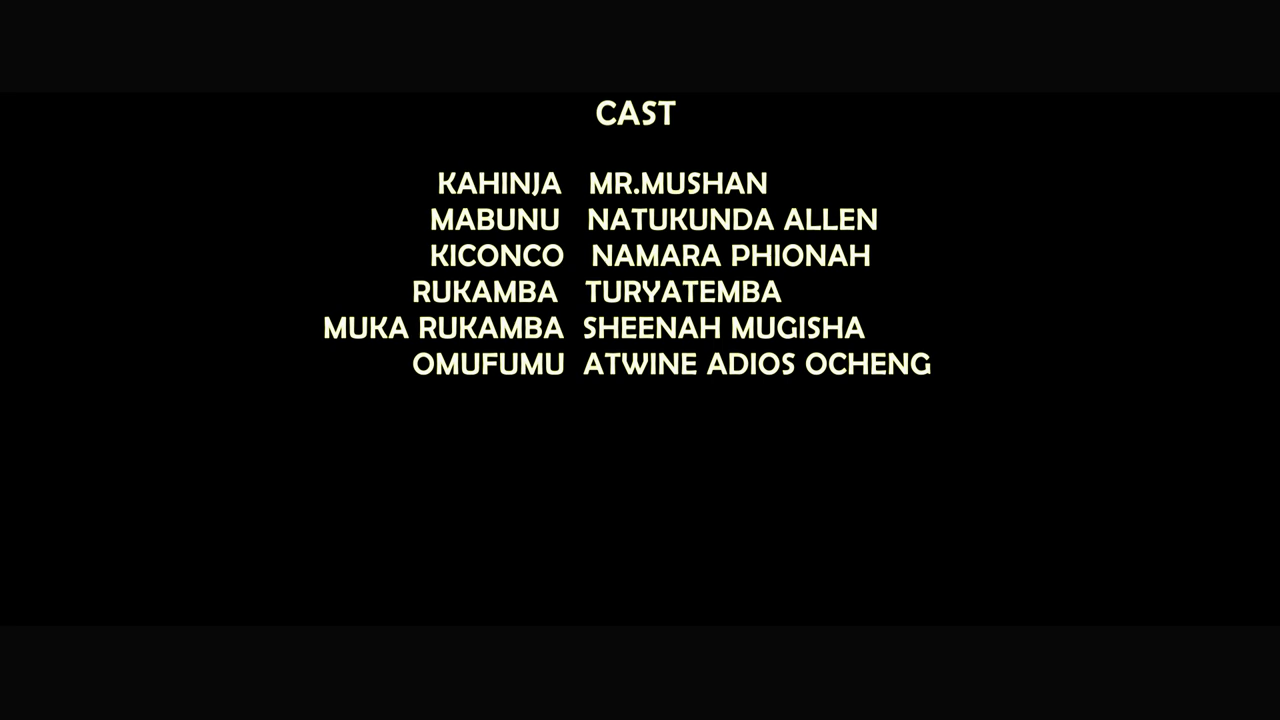 CAST
KAHINJA MR.MUSHAN
MABUNU NATUKUNDA ALLEN
KICONCO NAMARA PHIONAH
RUKAMBA TURYATEMBA
MUKA RUKAMBA SHEENAH MUGISHA
OMUFUMU ATWINE ADIOS OCHENG